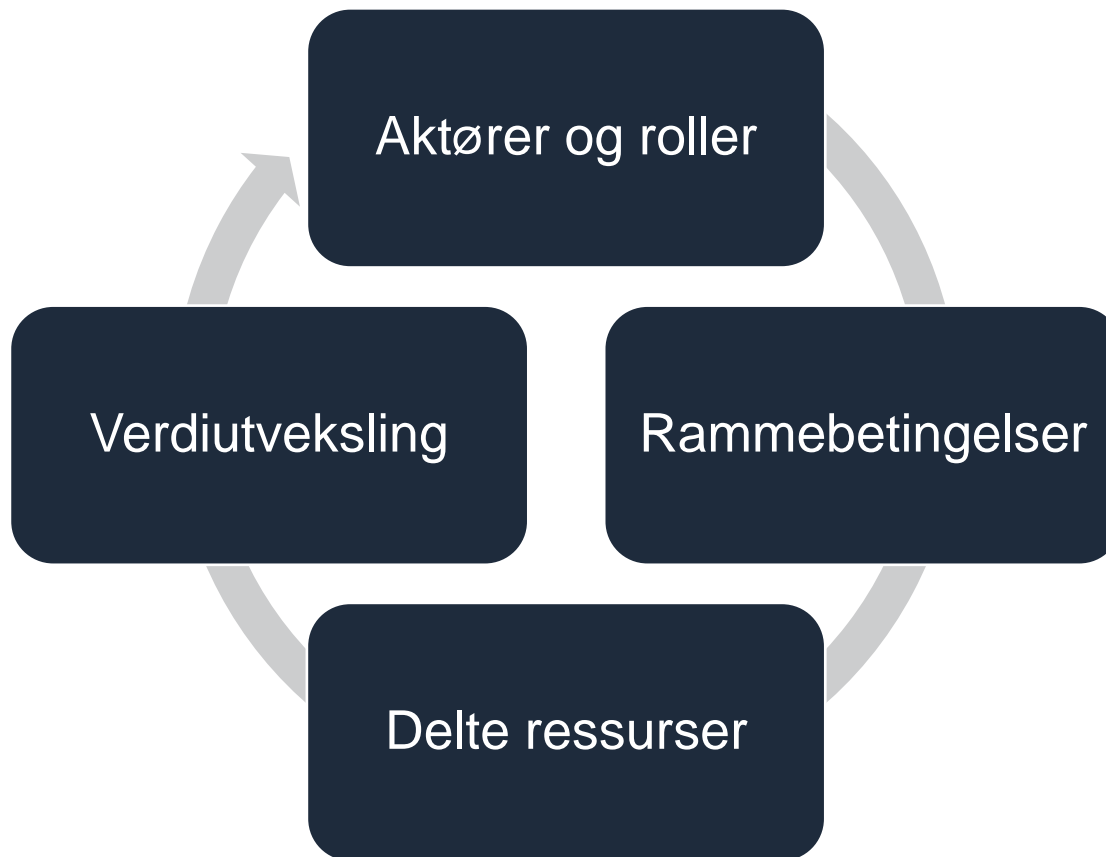 Aktører og roller
Verdiutveksling
Rammebetingelser
Delte ressurser